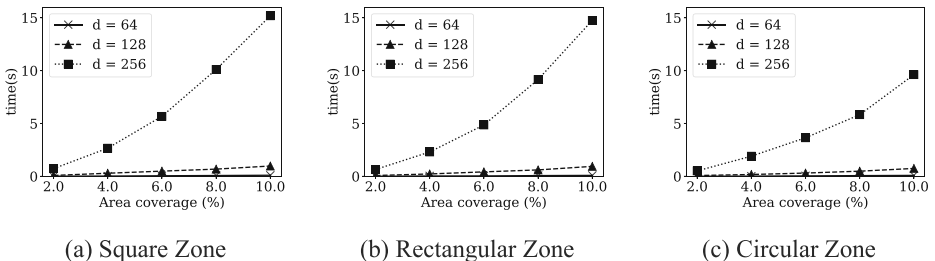 15
10
5
0
time(s)
d = 64
d = 128
d = 256
2.0 4.0 6.0 8.0 10.0
Area coverage (%)
(a) Square Zone
15
10
5
0
time(s)
d = 64
d = 128
d = 256
2.0 4.0 6.0 8.0 10.0
Area coverage (%)
(b) Rectangular Zone
15
10
5
0
time(s)
d = 64
d = 128
d = 256
2.0 4.0 6.0 8.0 10.0
Area coverage (%)
(c) Circular Zone